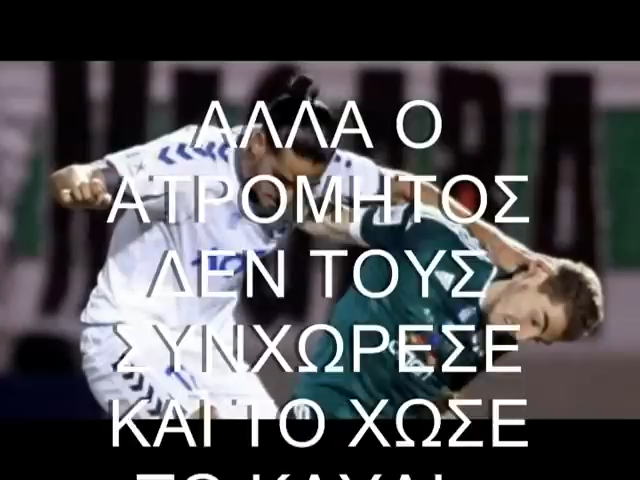 ΑΛΛΑ Ο
ΑΤΡΟΜΗΤΟΣ
ΔΕΝ ΤΟΥΣ
ΣΥΝΧΩΡΕΣΕ
ΚΑΙ ΤΟ ΧΩΣΕ